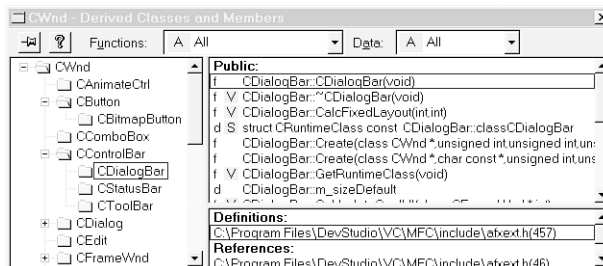 CWnd - Derived Classes and Members
Functions: A All Data: A All
CWnd
CAnimateCtrl
CButton
CBitmapButton
CComboBox
CControlBar
CDialogBar
CStatusBar
CToolBar
CDialog
CEdit
CFrameWnd
Public:
f CDialogBar::CDialogBar(void)
f V CDialogBar::~CDialogBar(void)
f V CDialogBar::CalcFixedLayout(int,int)
d S struct CRuntimeClass const CDialogBar::classCDialogBar
f CDialogBar::Create(class CWnd *,unsigned int,unsigned int,uns
f CDialogBar::Create(class CWnd *,char const *,unsigned int,uns
f V CDialogBar::GetRuntimeClass(void)
d CDialogBar::m_sizeDefault
Definitions:
C:\Program Files\DevStudio\VC\MFC\include\afxext.h(457)
References:
C:\Program Files\DevStudio\VC\MFC\include\afxext.h(46)